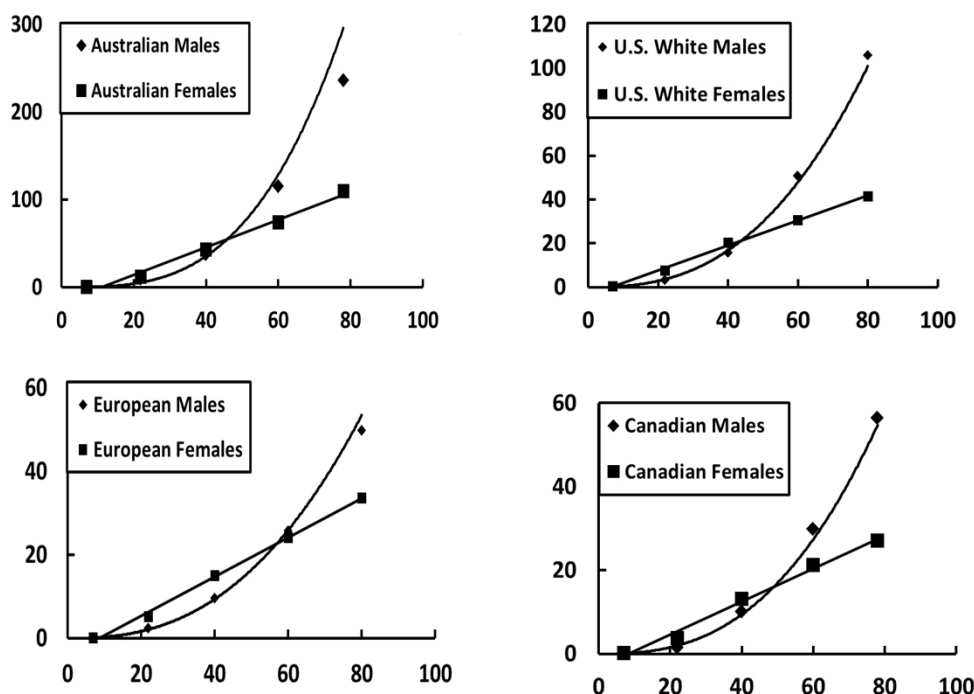 300
200
100
0
Australian Males
Australian Females
0 20 40 60 80 100
120
100
80
60
40
20
0
U.S. White Males
U.S. White Females
0 20 40 60 80 100
60
40
20
0
European Males
European Females
0 20 40 60 80 100
60
40
20
0
Canadian Males
Canadian Females
0 20 40 60 80 100